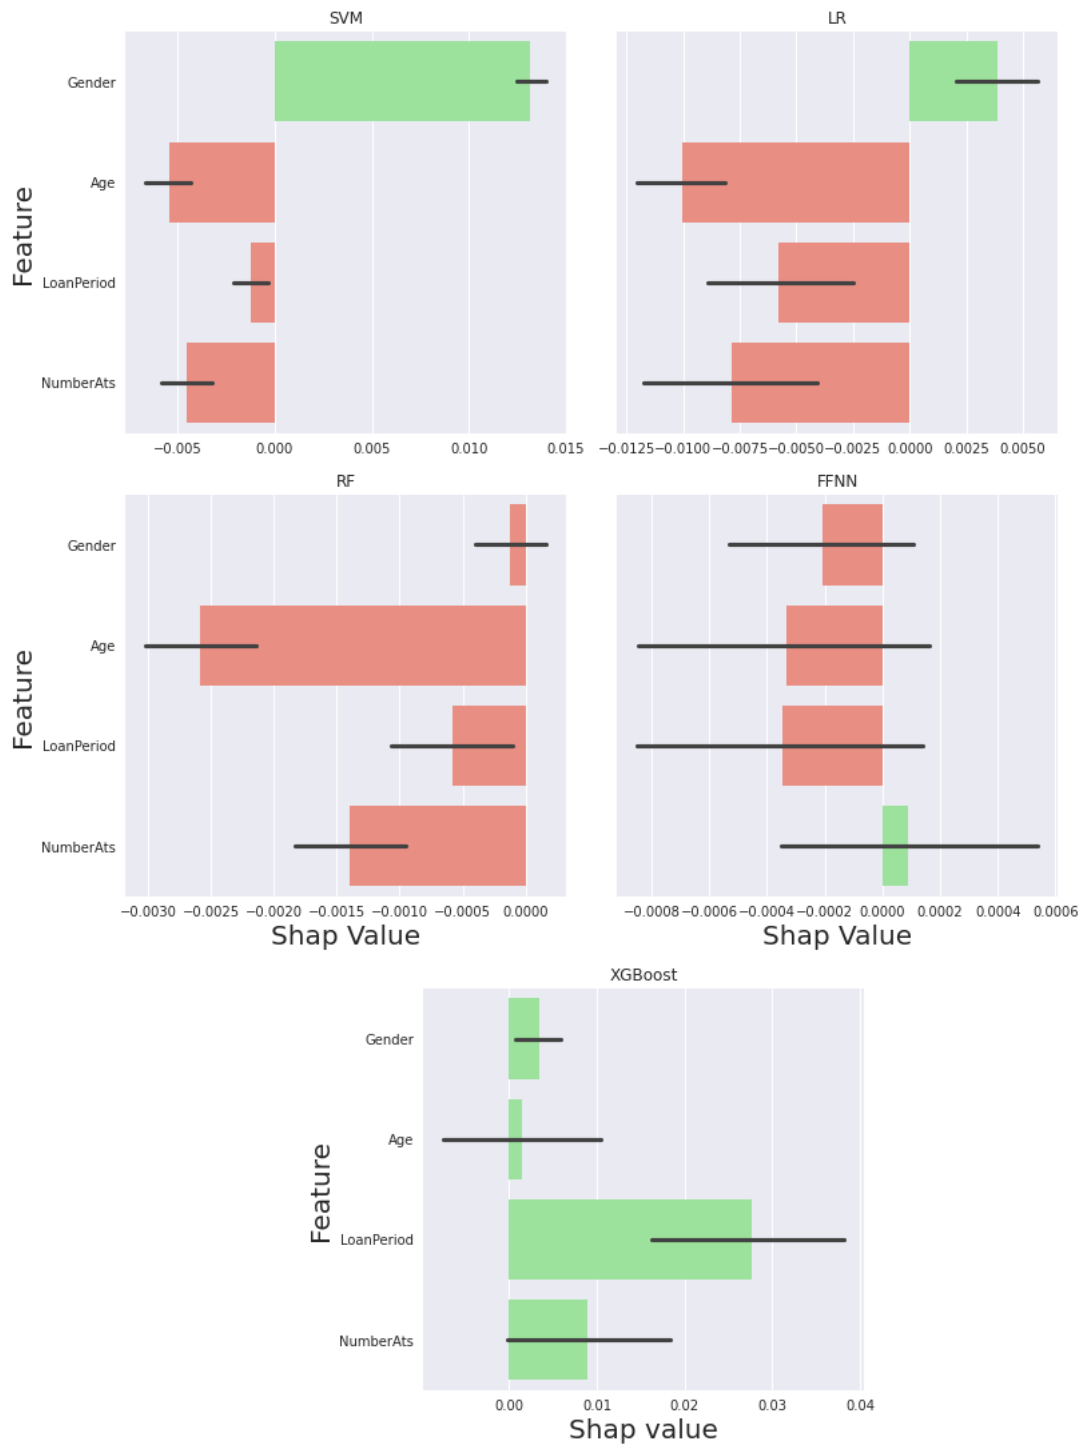 SVM
LR
Gender
Age
LoanPeriod
NumberAts
Feature
−0.005 0.000 0.005 0.010 0.015
−0.0125 −0.0100 −0.0075 −0.0050 −0.0025 0.0000 0.0025 0.0050
RF
FFNN
Gender
Age
LoanPeriod
NumberAts
Feature
−0.0030 −0.0025 −0.0020 −0.0015 −0.0010 −0.0005 0.0000
Shap Value
−0.0008 −0.0006 −0.0004 −0.0002 0.0000 0.0002 0.0004 0.0006
Shap Value
XGBoost
Gender
Age
LoanPeriod
NumberAts
Feature
0.00 0.01 0.02 0.03 0.04
Shap value